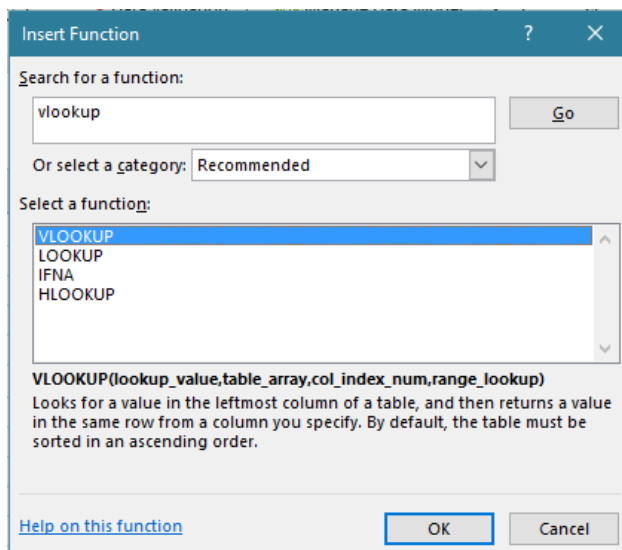 Insert Function ? ×
Search for a function:
vlookup
Go
Or select a category: Recommended
Select a function:
VLOOKUP
LOOKUP
IFNA
HLOOKUP
VLOOKUP(lookup_value,table_array,col_index_num,range_lookup)
Looks for a value in the leftmost column of a table, and then returns a value
in the same row from a column you specify. By default, the table must be
sorted in an ascending order.
Help on this function
OK
Cancel